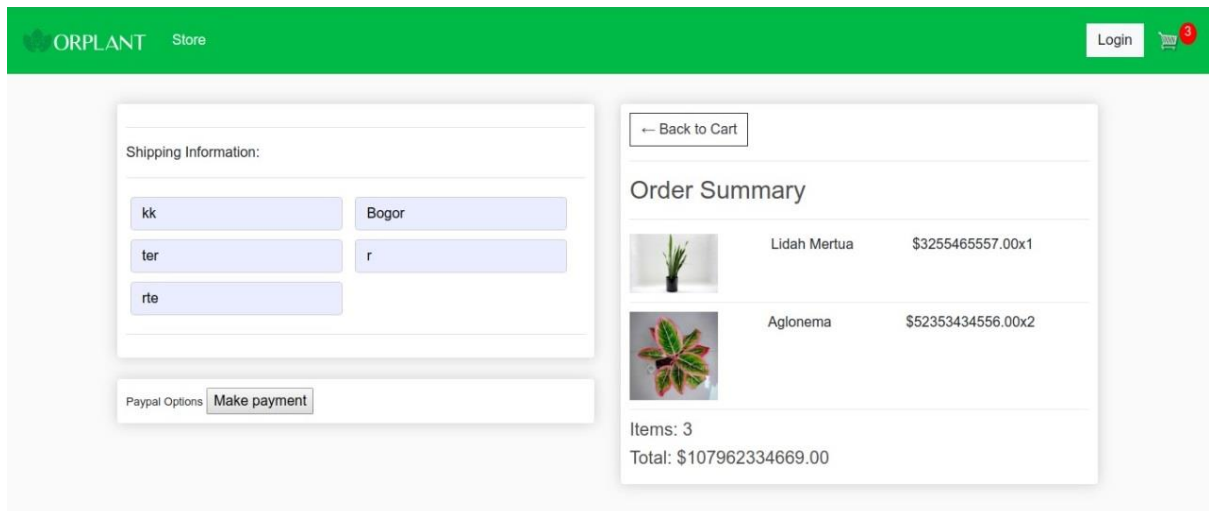 ORPLANT Store Login 3
Shipping Information:
kk Bogor
ter r
rte
Paypal Options Make payment
← Back to Cart
Order Summary
Lidah Mertua $3255465557.00x1
Aglonema $52353434556.00x2
Items: 3
Total: $107962334669.00